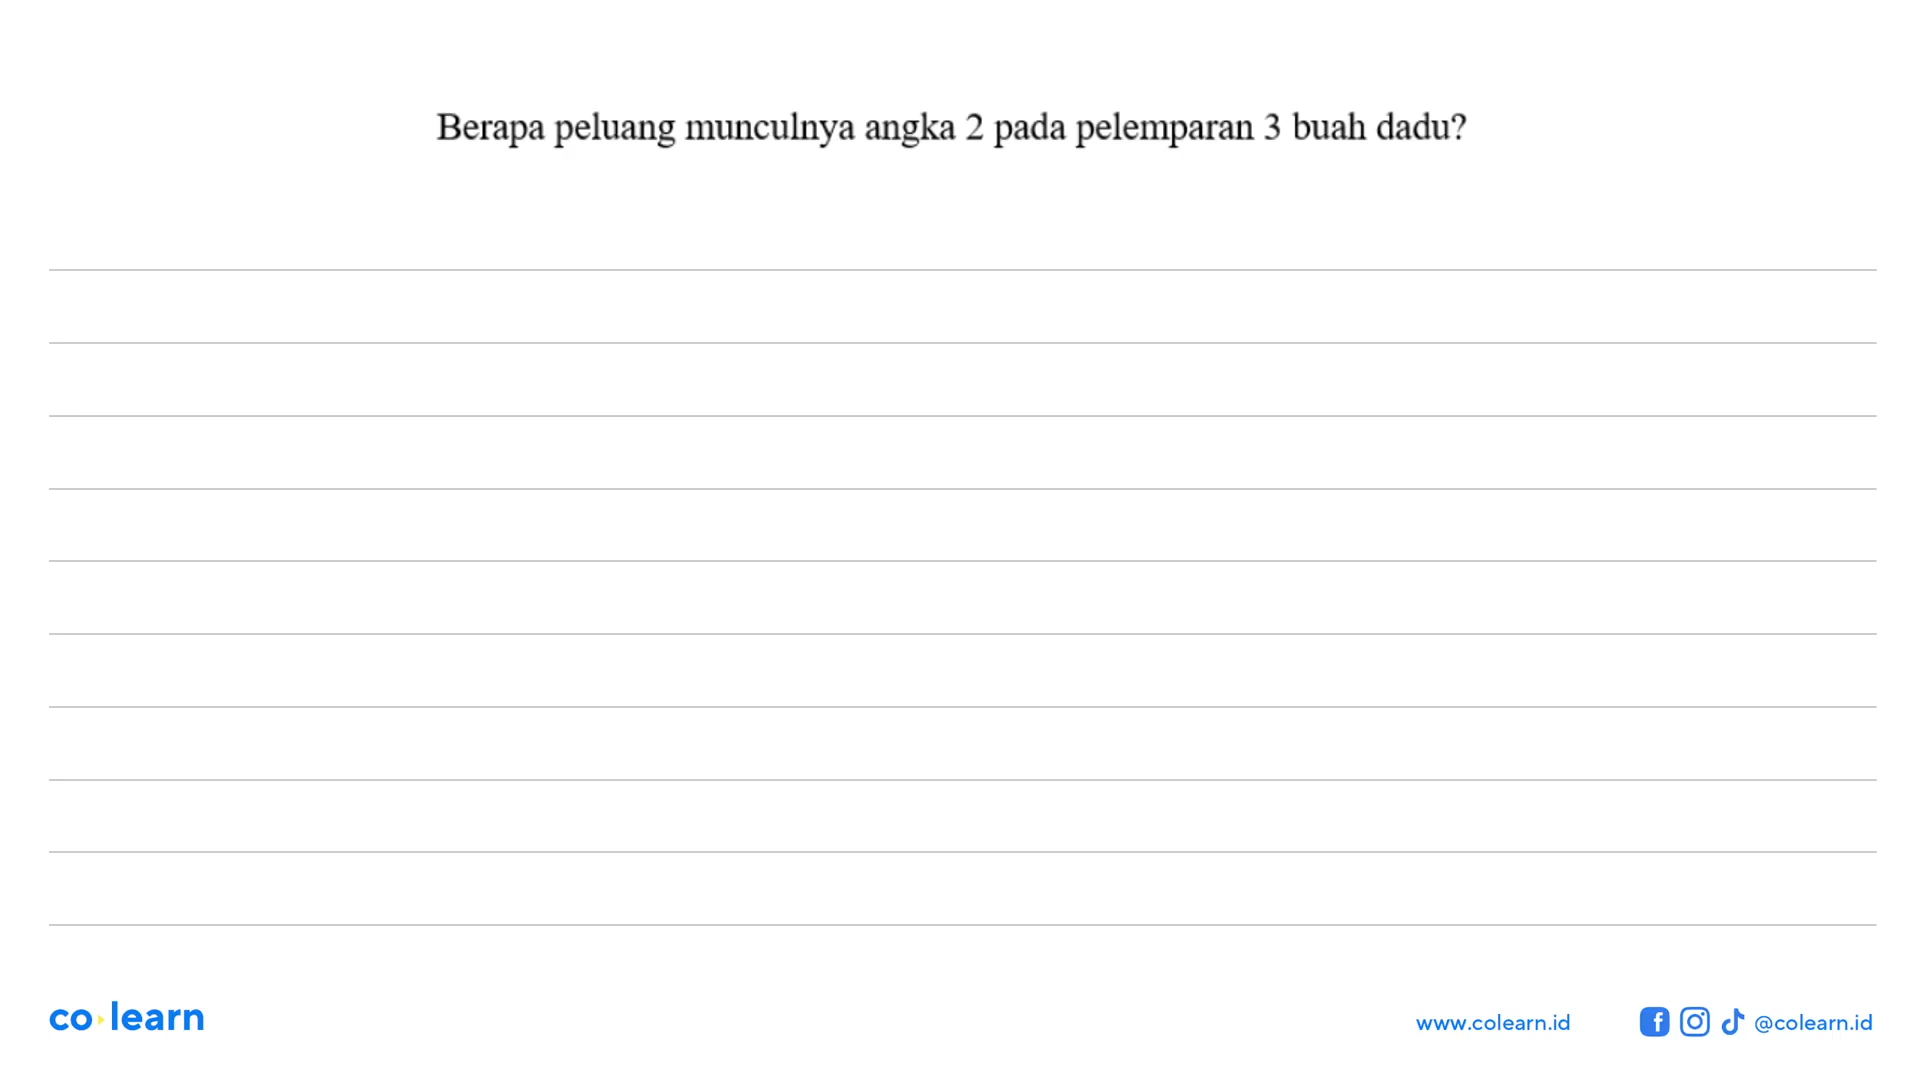 Berapa peluang munculnya angka 2 pada pelemparan 3 buah dadu?
co learn
www.colearn.id @colearn.id